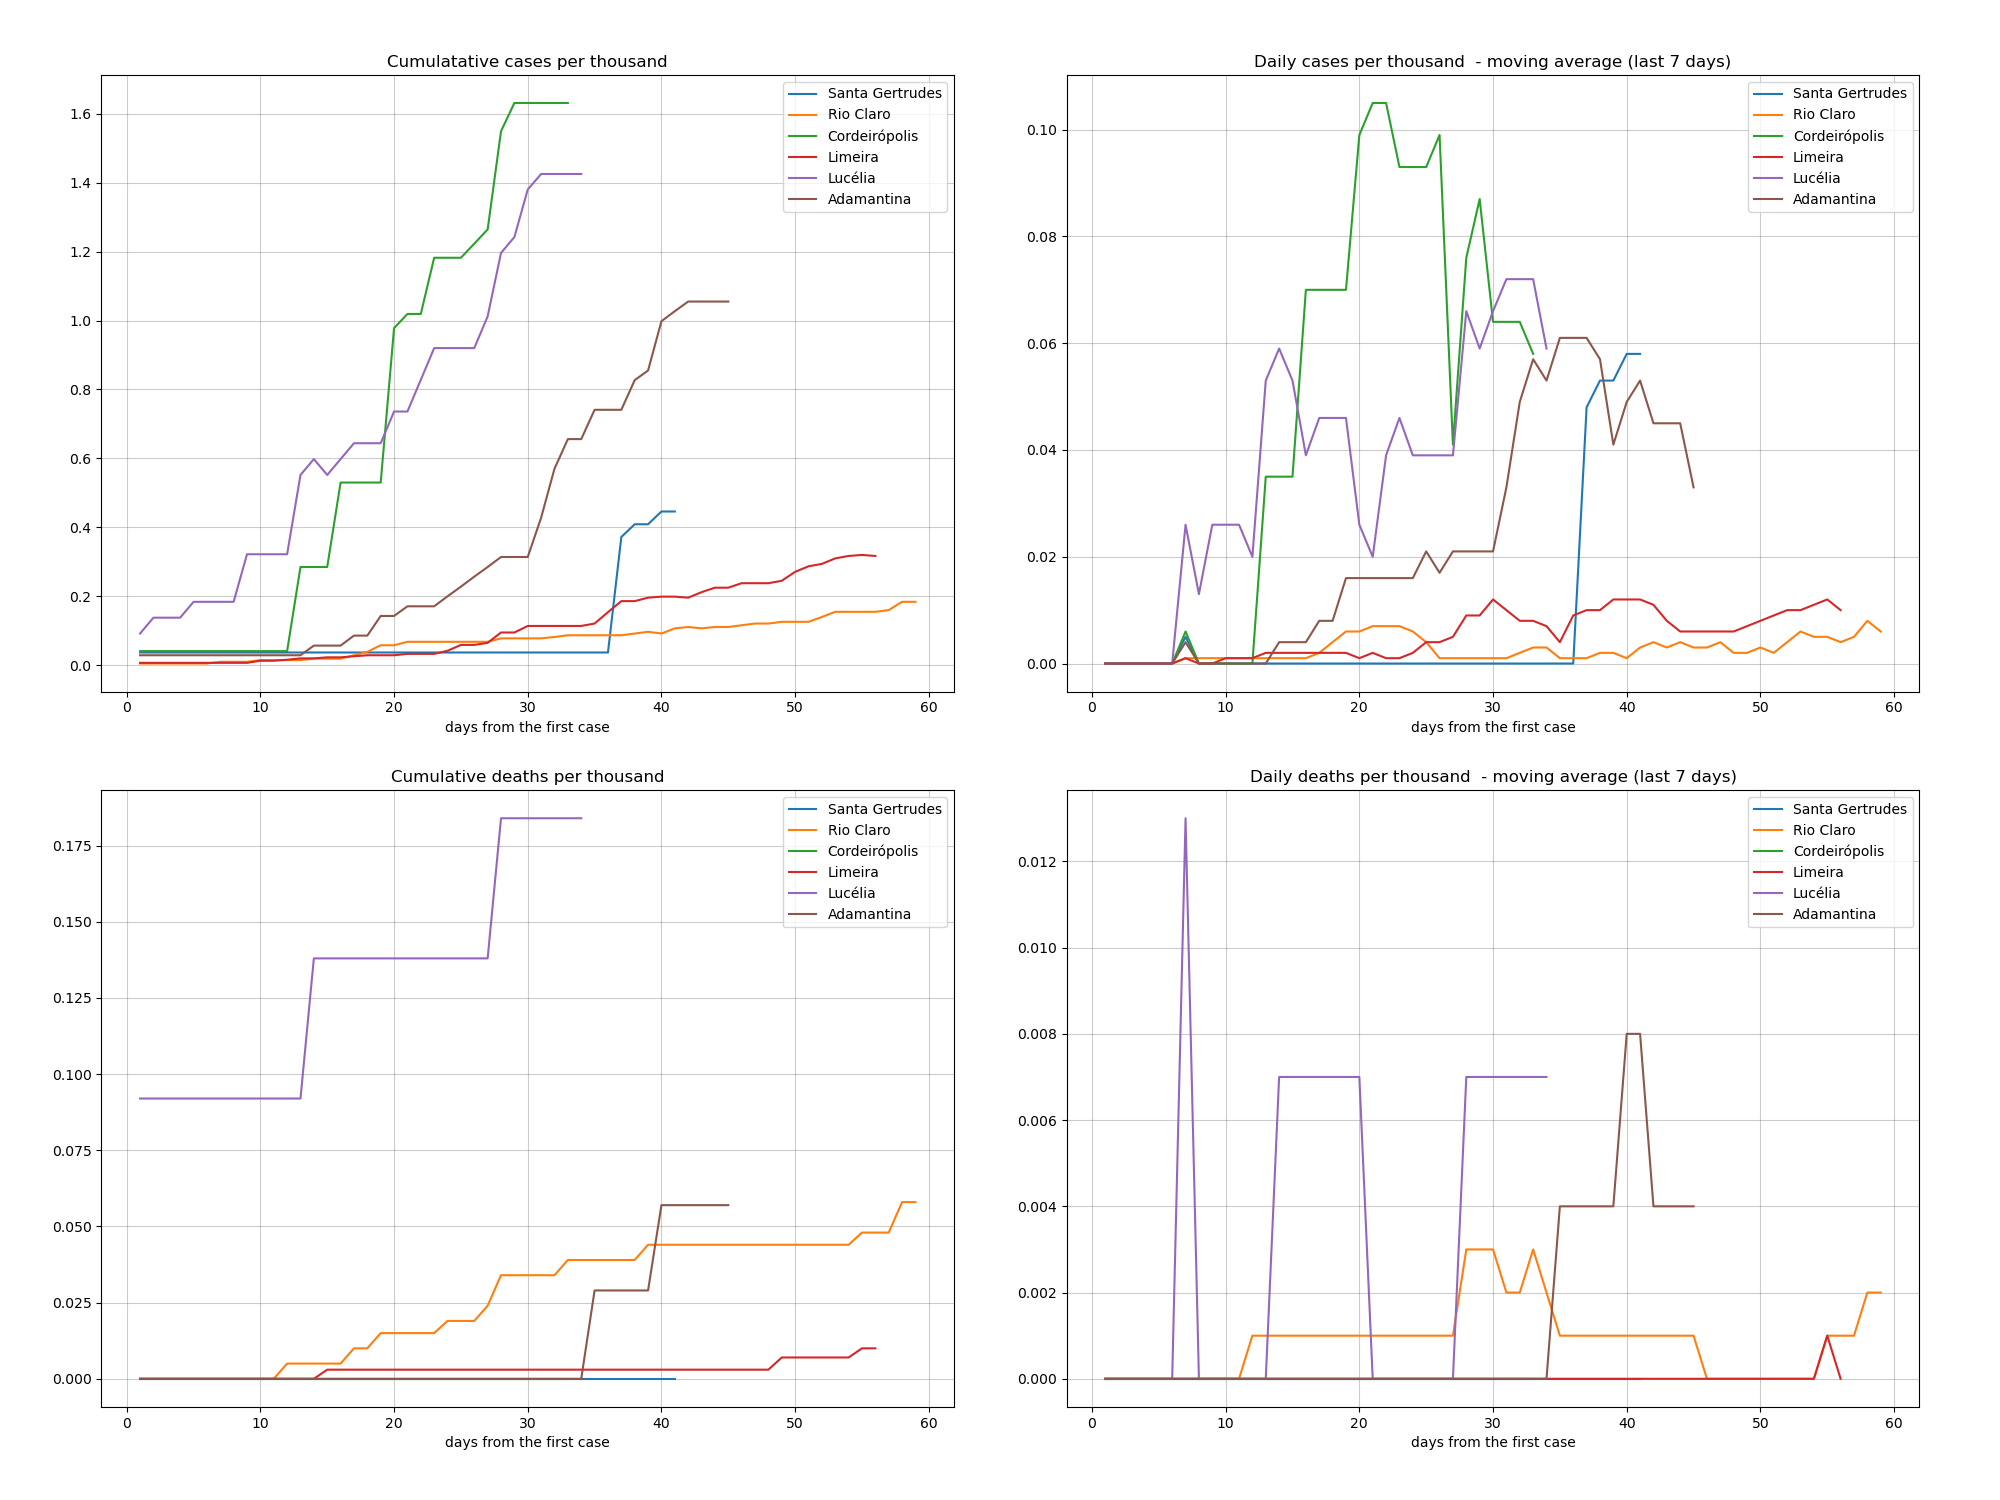 Cumulatative cases per thousand
1.6
1.4
1.2
1.0
0.8
0.6
0.4
0.2
0.0
Santa Gertrudes
Rio Claro
Cordeirópolis
Limeira
Lucélia
Adamantina
0 10 20 30 40 50 60
days from the first case
Daily cases per thousand - moving average (last 7 days)
0.10
0.08
0.06
0.04
0.02
0.00
Santa Gertrudes
Rio Claro
Cordeirópolis
Limeira
Lucélia
Adamantina
0 10 20 30 40 50 60
days from the first case
Cumulative deaths per thousand
0.175
0.150
0.125
0.100
0.075
0.050
0.025
0.000
Santa Gertrudes
Rio Claro
Cordeirópolis
Limeira
Lucélia
Adamantina
0 10 20 30 40 50 60
days from the first case
Daily deaths per thousand - moving average (last 7 days)
0.012
0.010
0.008
0.006
0.004
0.002
0.000
Santa Gertrudes
Rio Claro
Cordeirópolis
Limeira
Lucélia
Adamantina
0 10 20 30 40 50 60
days from the first case